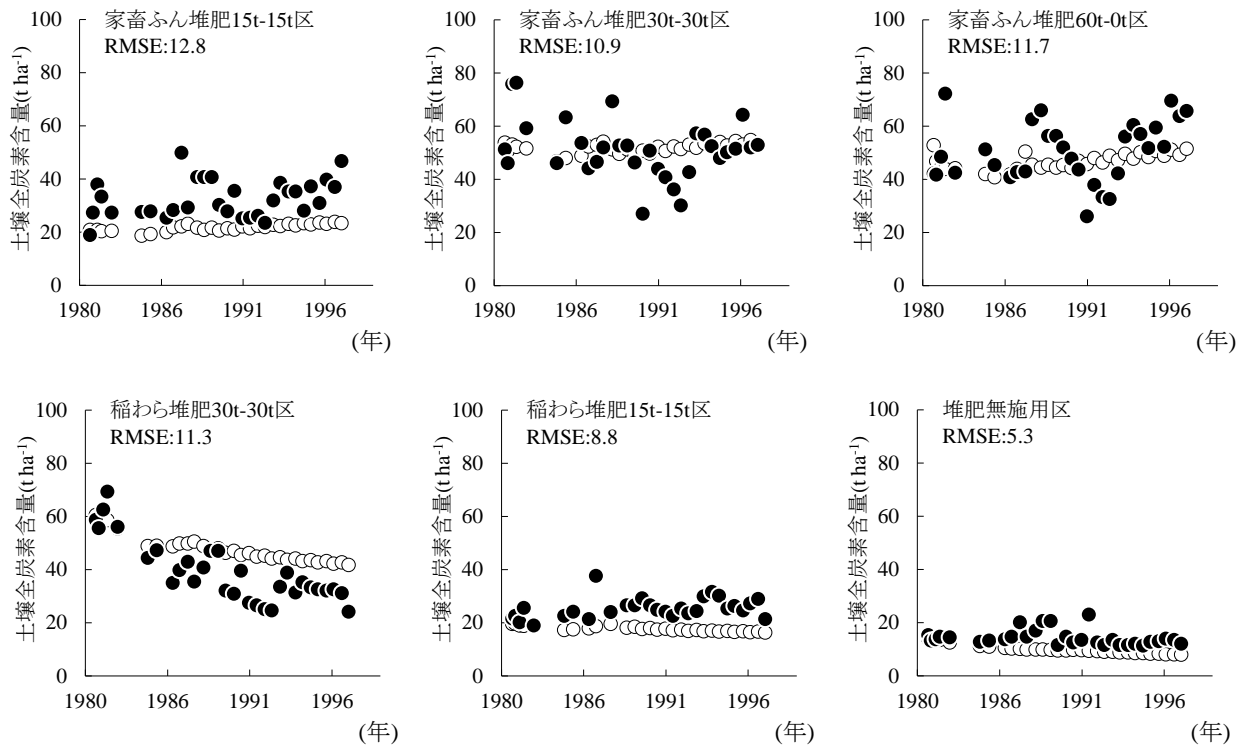 家畜ふん堆肥15t-15t区
RMSE:12.8
土壌全炭素含量(t ha-1)
100
80
60
40
20
0
1980 1986 1991 1996
(年)
家畜ふん堆肥30t-30t区
RMSE:10.9
土壌全炭素含量(t ha-1)
100
80
60
40
20
0
1980 1986 1991 1996
(年)
家畜ふん堆肥60t-0t区
RMSE:11.7
土壌全炭素含量(t ha-1)
100
80
60
40
20
0
1980 1986 1991 1996
(年)
稲わら堆肥30t-30t区
RMSE:11.3
土壌全炭素含量(t ha-1)
100
80
60
40
20
0
1980 1986 1991 1996
(年)
稲わら堆肥15t-15t区
RMSE:8.8
土壌全炭素含量(t ha-1)
100
80
60
40
20
0
1980 1986 1991 1996
(年)
堆肥無施用区
RMSE:5.3
土壌全炭素含量(t ha-1)
100
80
60
40
20
0
1980 1986 1991 1996
(年)